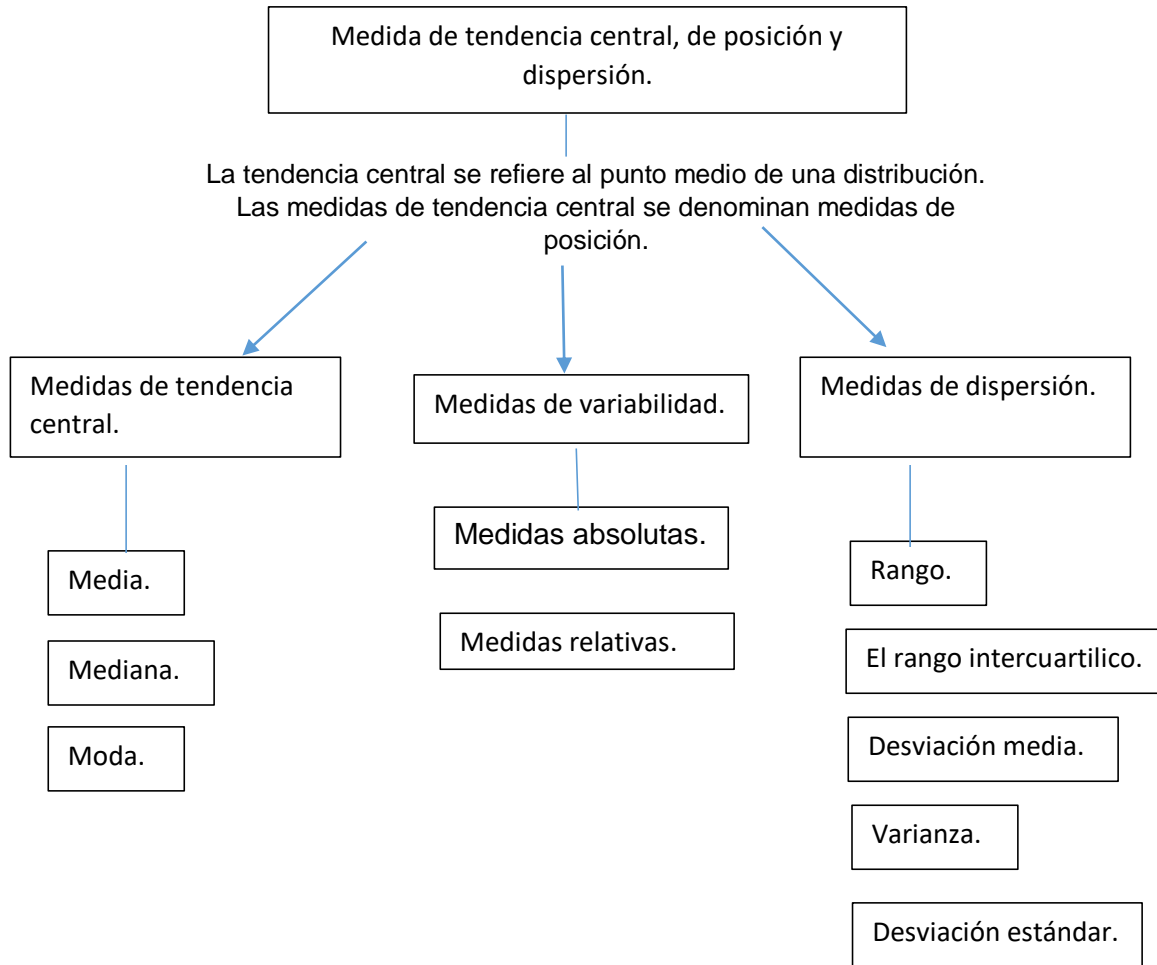 Medida de tendencia central, de posición y
dispersión.
La tendencia central se refiere al punto medio de una distribución.
Las medidas de tendencia central se denominan medidas de
posición.
Medidas de tendencia
central.
Media.
Mediana.
Moda.
Medidas de variabilidad.
Medidas absolutas.
Medidas relativas.
Medidas de dispersión.
Rango.
El rango intercuartilico.
Desviación media.
Varianza.
Desviación estándar.